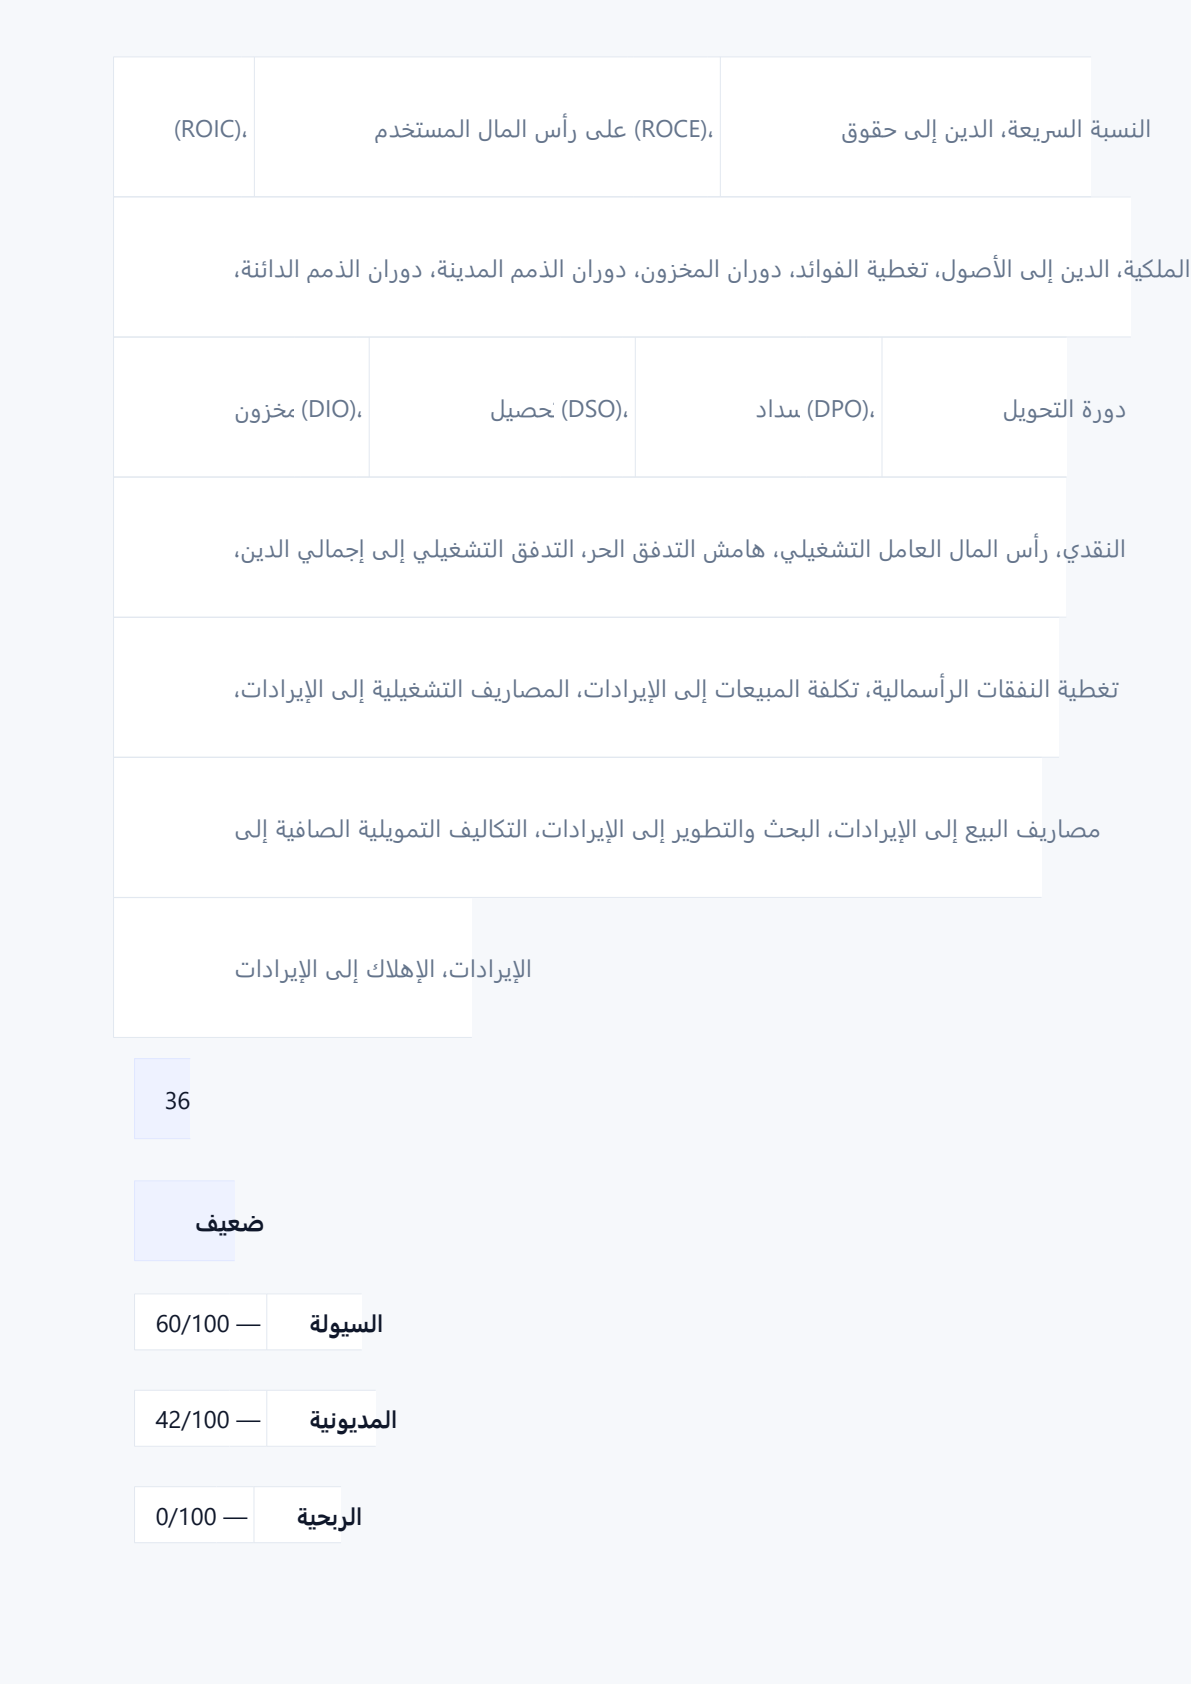 (ROIC)، على رأس المال المستخدم (ROCE)، النسبة السريعة، الدين إلى حقوق
الملكية، الدين إلى الأصول، تغطية الفوائد، دوران المخزون، دوران الذمم المدينة، دوران الذمم الدائنة،
مخزون (DIO)، تحصيل (DSO)، سداد (DPO)، دورة التحويل
النقدي، رأس المال العامل التشغيلي، هامش التدفق الحر، التدفق التشغيلي إلى إجمالي الدين،
تغطية النفقات الرأسمالية، تكلفة المبيعات إلى الإيرادات، المصاريف التشغيلية إلى الإيرادات،
مصاريف البيع إلى الإيرادات، البحث والتطوير إلى الإيرادات، التكاليف التمويلية الصافية إلى
الإيرادات، الإهلاك إلى الإيرادات
36
ضعيف
السيولة — 60/100
المديونية — 42/100
الربحية — 0/100